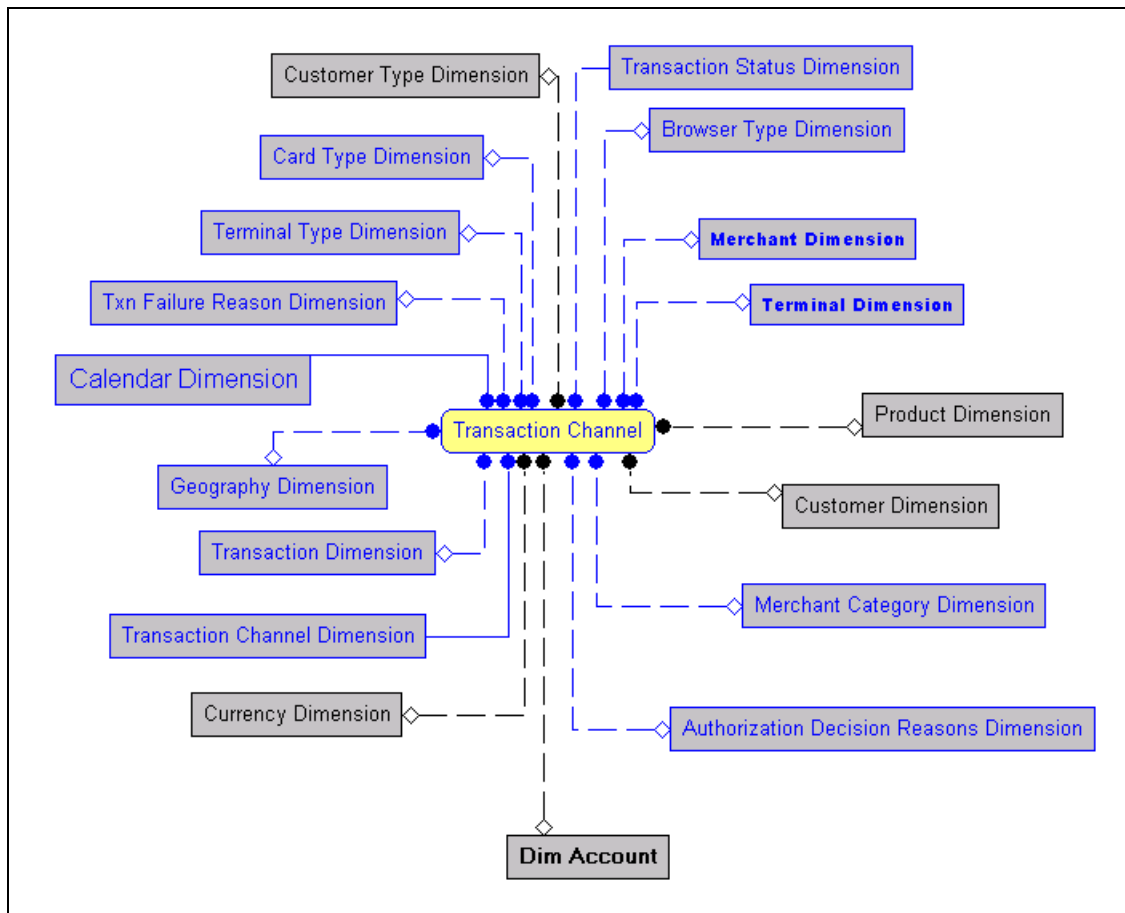 Customer Type Dimension
Transaction Status Dimension
Browser Type Dimension
Card Type Dimension
Terminal Type Dimension
Merchant Dimension
Txn Failure Reason Dimension
Terminal Dimension
Calendar Dimension
Product Dimension
Transaction Channel
Geography Dimension
Customer Dimension
Transaction Dimension
Merchant Category Dimension
Transaction Channel Dimension
Currency Dimension
Authorization Decision Reasons Dimension
Dim Account